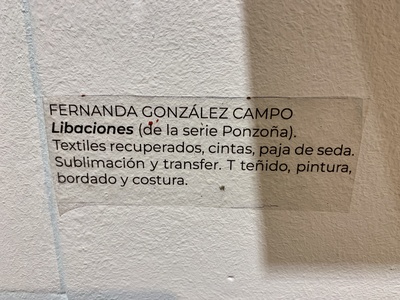 FERNANDA GONZÁLEZ CAMPO
Libaciones (de la serie Ponzoña).
Textiles recuperados, cintas, paja de seda.
Sublimación y transfer. T teñido, pintura,
bordado y costura.